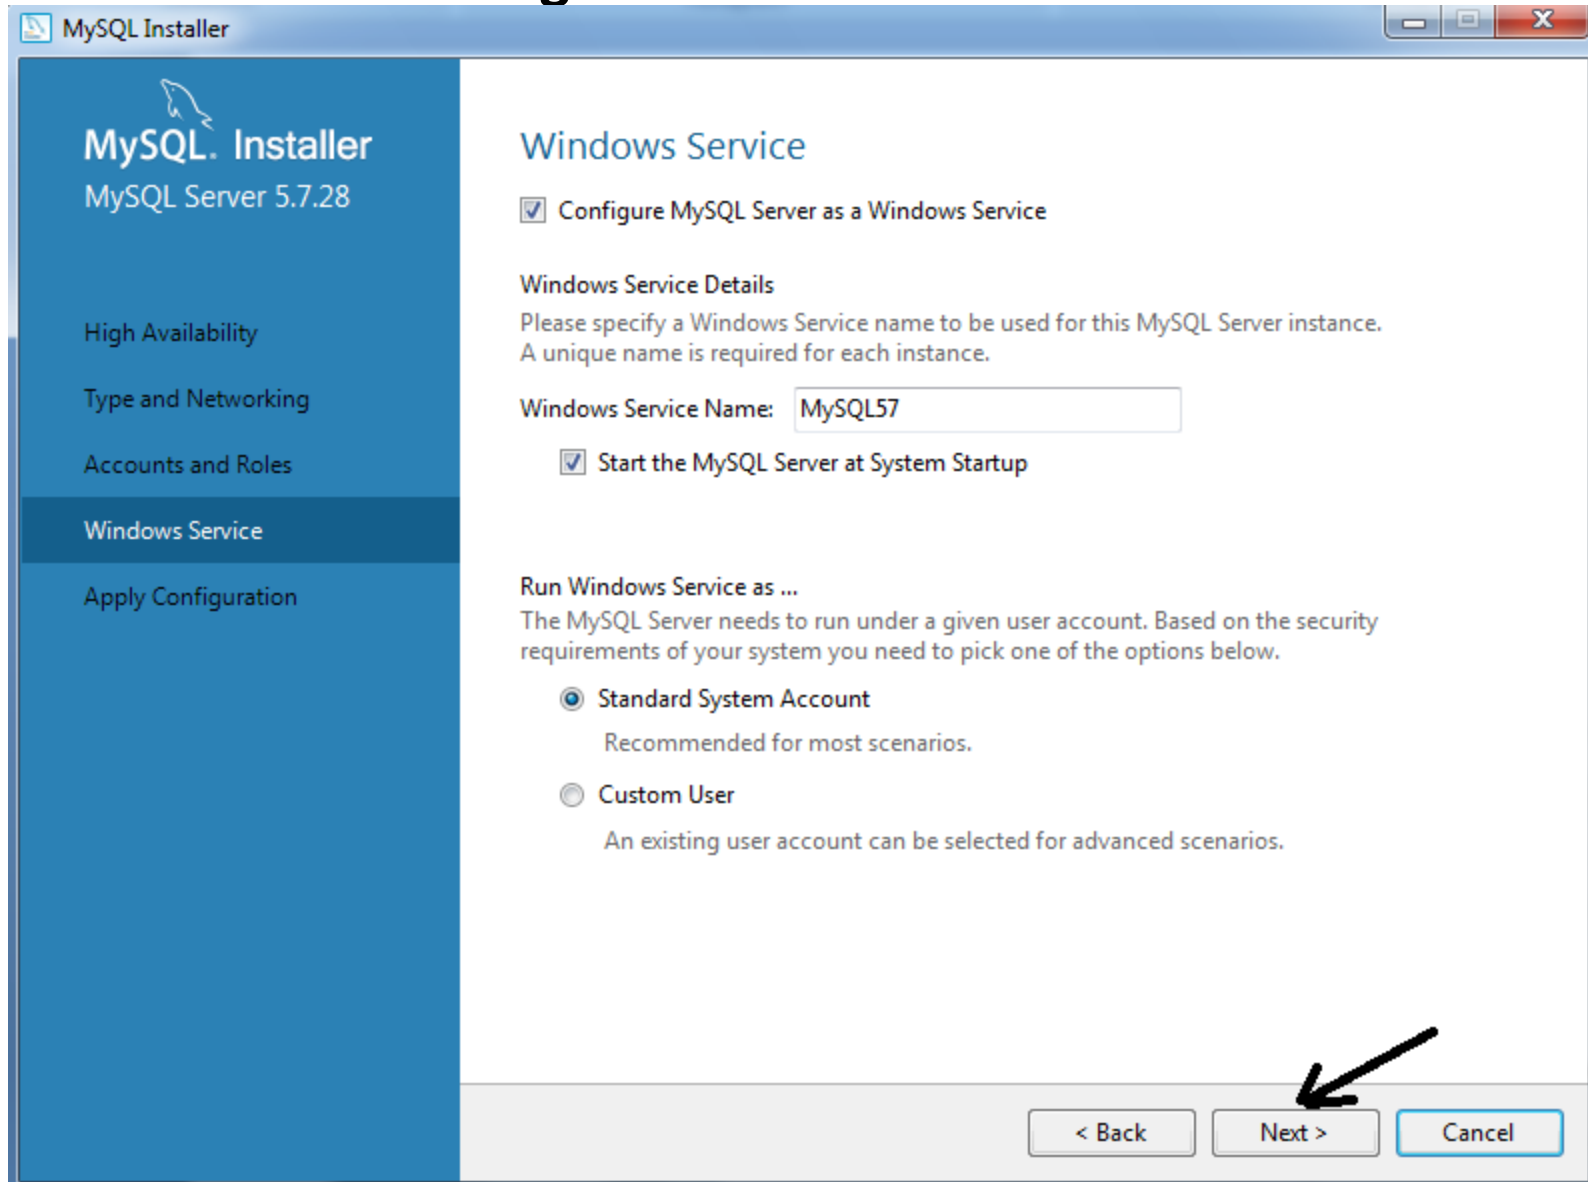 MySQL Installer
MySQL. Installer
MySQL Server 5.7.28
High Availability
Type and Networking
Accounts and Roles
Windows Service
Apply Configuration
Windows Service
Configure MySQL Server as a Windows Service
Windows Service Details
Please specify a Windows Service name to be used for this MySQL Server instance.
A unique name is required for each instance.
Windows Service Name: MySQL57
Start the MySQL Server at System Startup
Run Windows Service as ...
The MySQL Server needs to run under a given user account. Based on the security
requirements of your system you need to pick one of the options below.
Standard System Account
Recommended for most scenarios.
Custom User
An existing user account can be selected for advanced scenarios.
< Back Next > Cancel